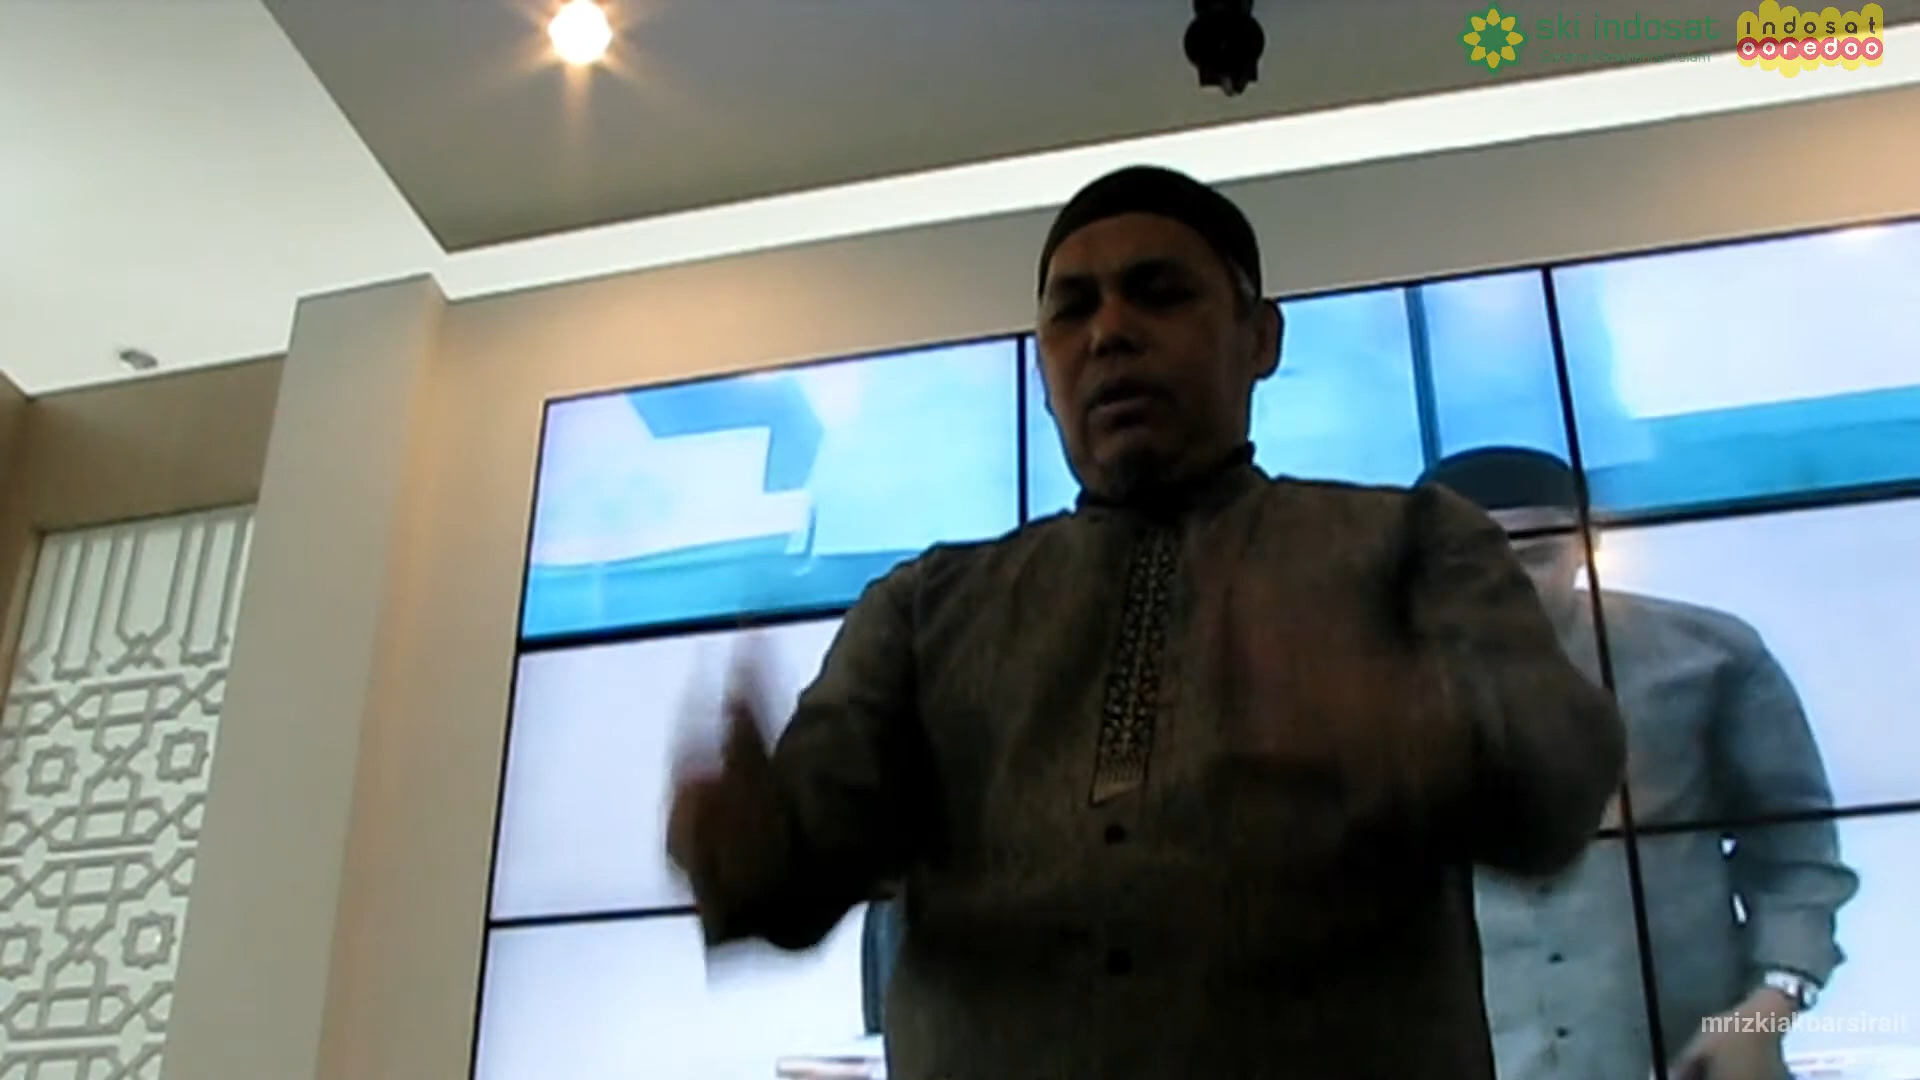 ski indosat
indosat
ooredoo
mrizkiakbarsirait